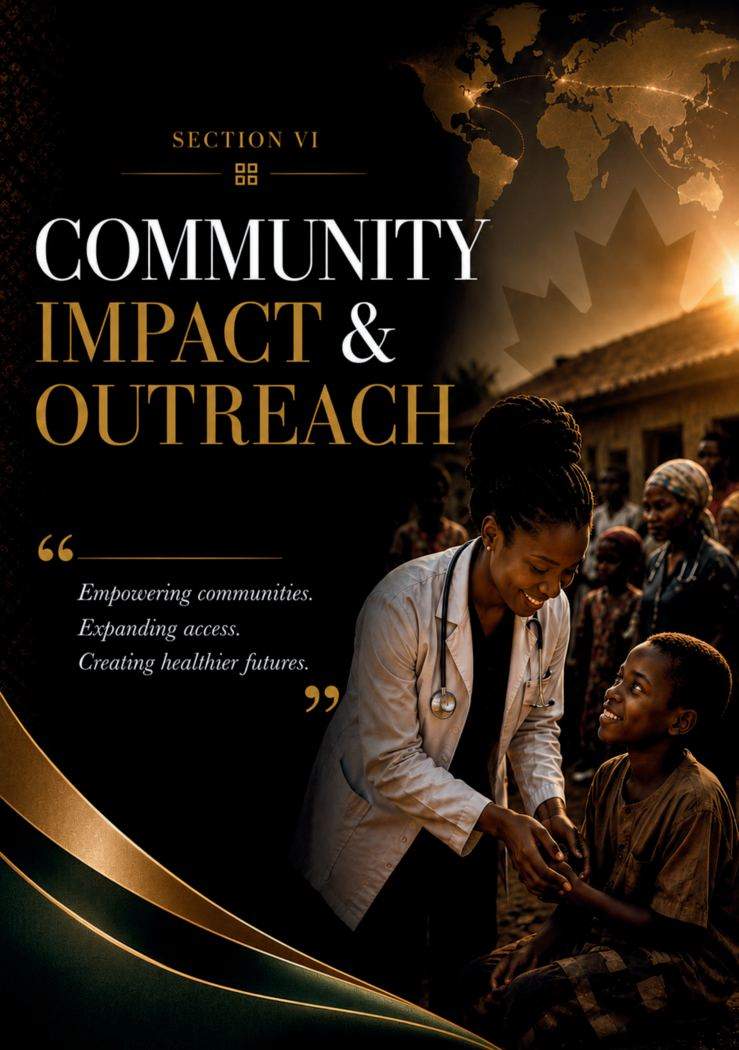 SECTION VI
COMMUNITY
IMPACT &
OUTREACH
“
Empowering communities.
Expanding access.
Creating healthier futures.
”